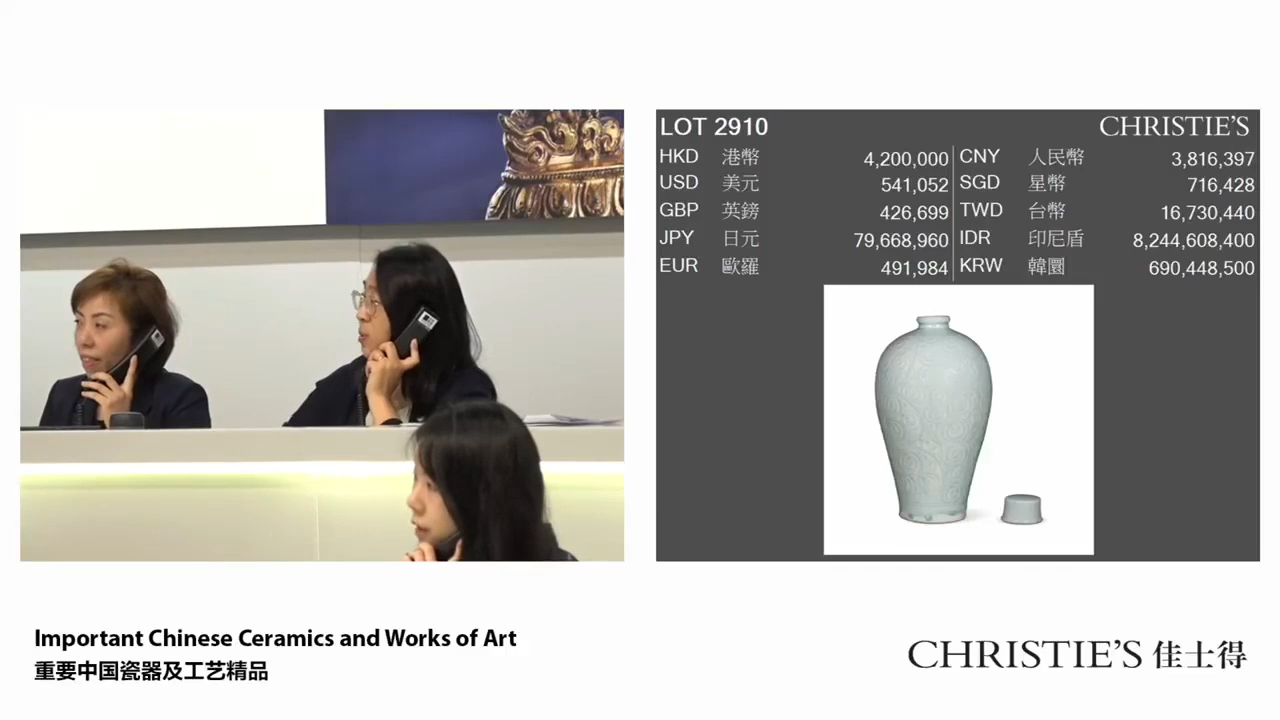 LOT 2910
CHRISTIE'S
HKD 港幣 4,200,000 CNY 人民幣 3,816,397
USD 美元 541,052 SGD 星幣 716,428
GBP 英鎊 426,699 TWD 台幣 16,730,440
JPY 日元 79,668,960 IDR 印尼盾 8,244,608,400
EUR 歐羅 491,984 KRW 韓圜 690,448,500
Important Chinese Ceramics and Works of Art
重要中国瓷器及工艺精品
CHRISTIE'S 佳士得